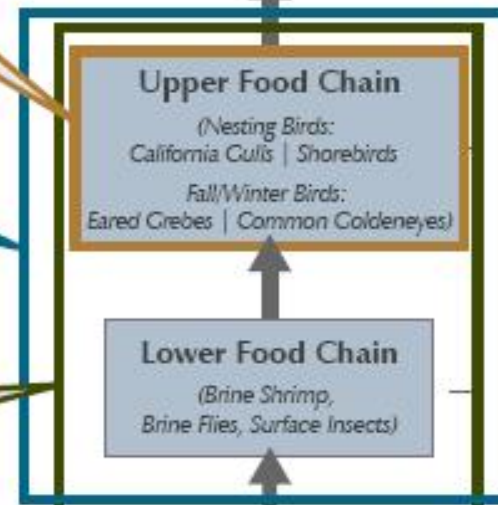 Upper Food Chain
(Nesting Birds:
California Gulls | Shorebirds
Fall/Winter Birds:
Eared Grebes | Common Goldeneyes)
Lower Food Chain
(Brine Shrimp,
Brine Flies, Surface Insects)